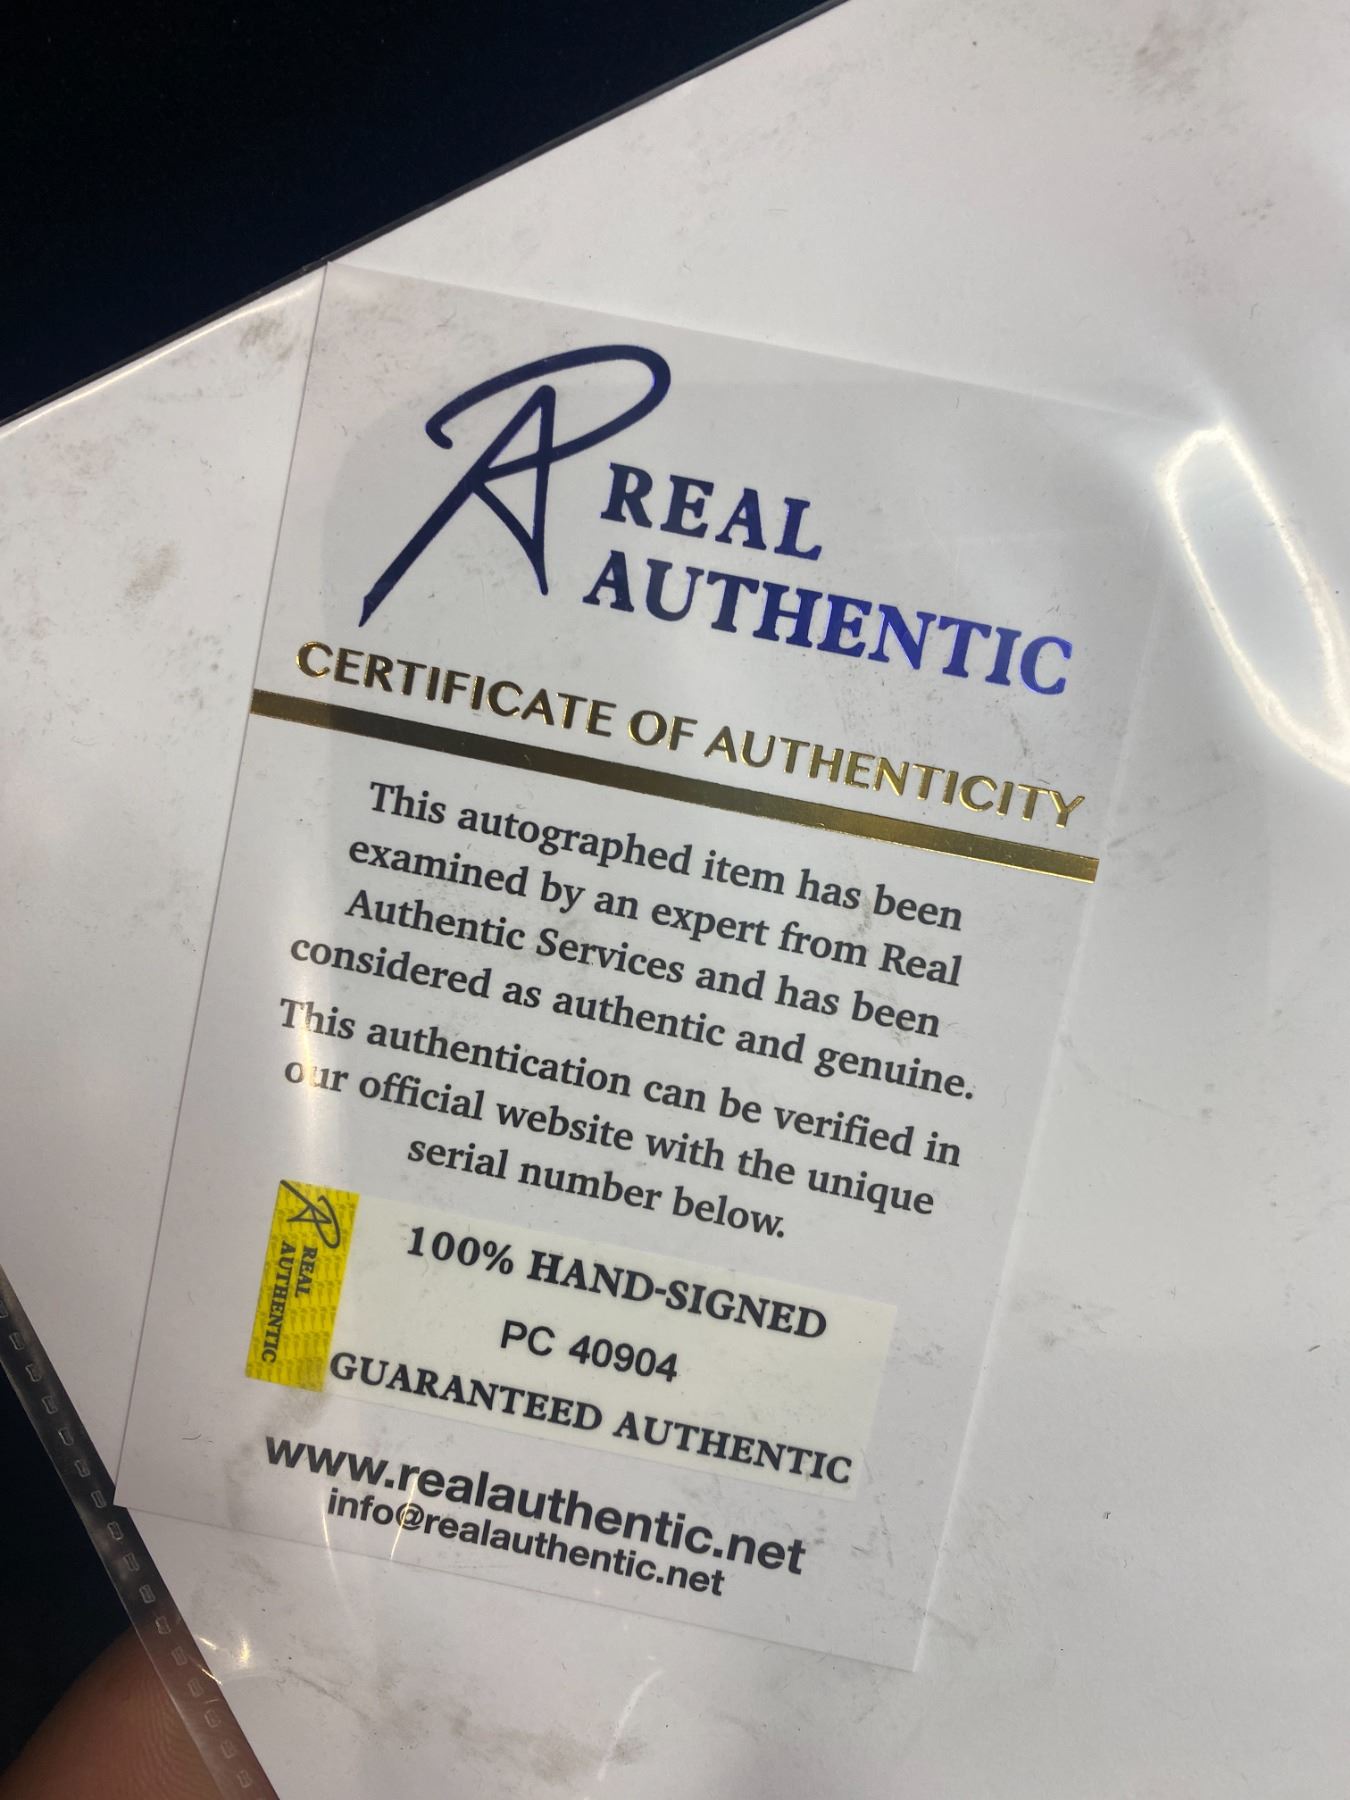 REAL
AUTHENTIC
CERTIFICATE OF AUTHENTICITY
This autographed item has been
examined by an expert from Real
Authentic Services and has been
considered as authentic and genuine.
This authentication can be verified in
our official website with the unique
serial number below.
REAL
AUTHENTIC
100% HAND-SIGNED
PC 40904
GUARANTEED AUTHENTIC
www.realauthentic.net
info@realauthentic.net